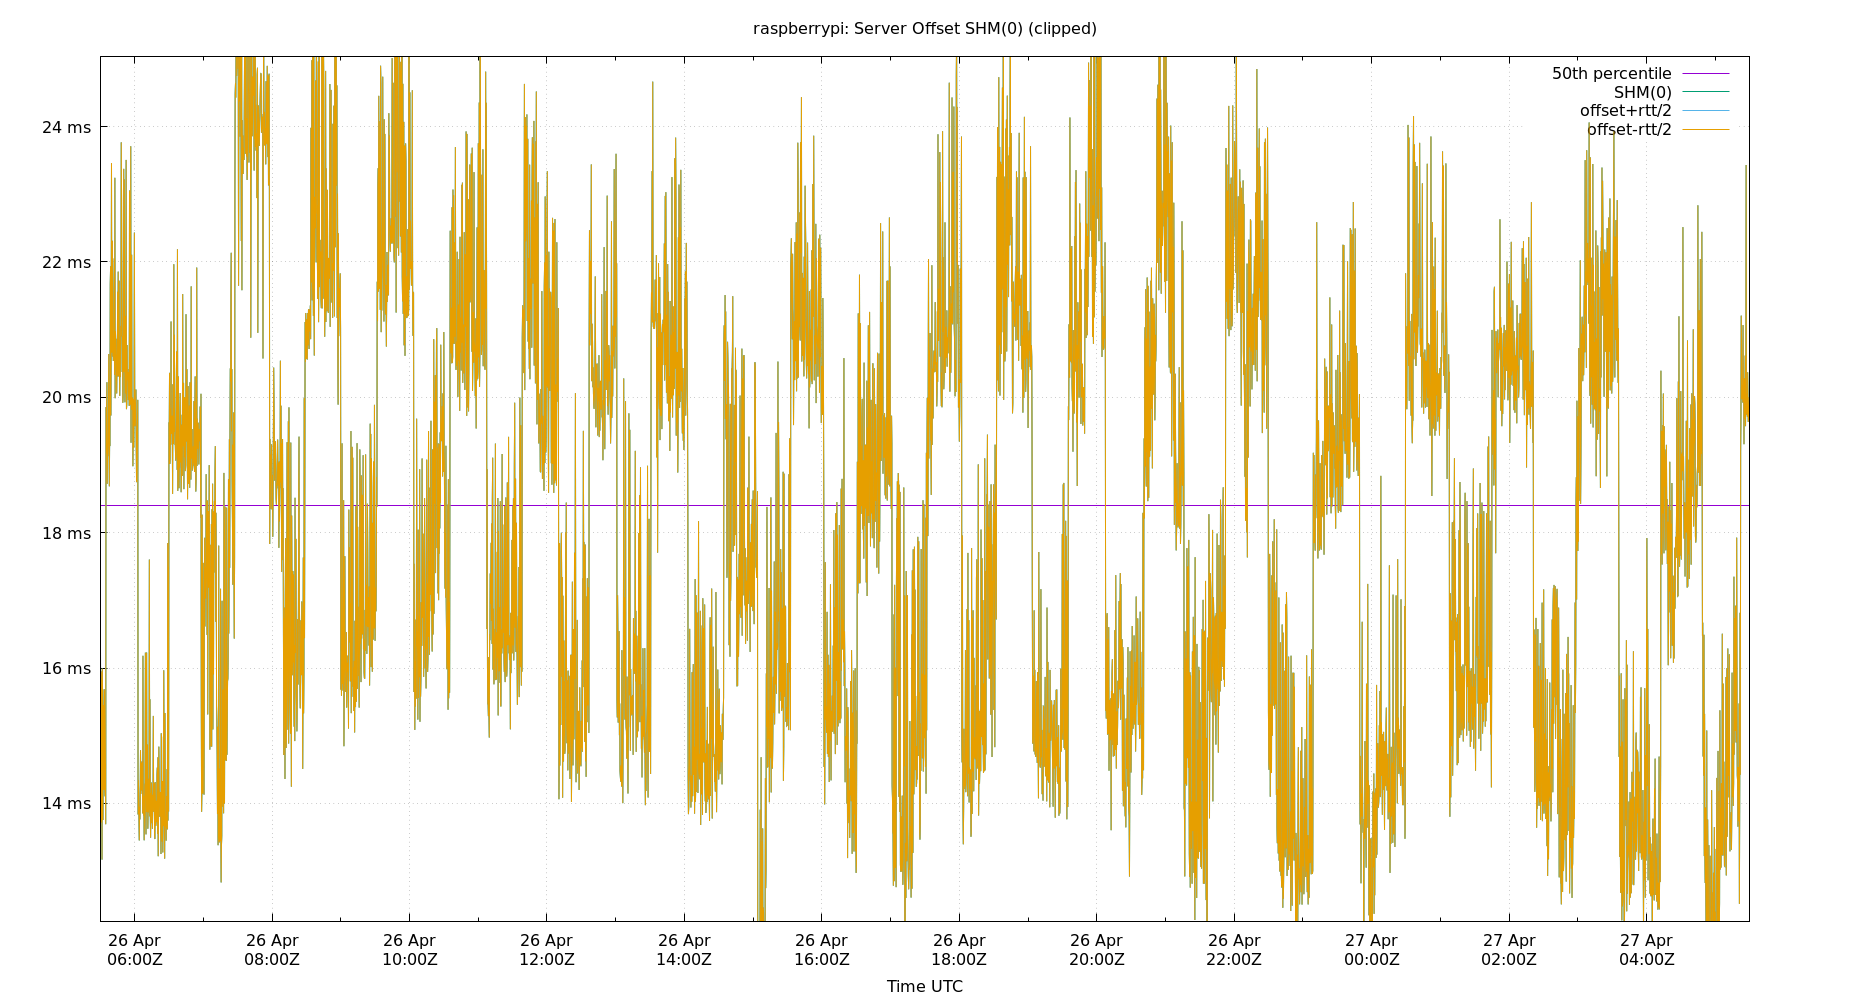 raspberrypi: Server Offset SHM(0) (clipped)
50th percentile
SHM(0)
offset+rtt/2
offset-rtt/2
24 ms
22 ms
20 ms
18 ms
16 ms
14 ms
26 Apr 26 Apr 26 Apr 26 Apr 26 Apr 26 Apr 26 Apr 26 Apr 26 Apr 27 Apr 27 Apr 27 Apr
06:00Z 08:00Z 10:00Z 12:00Z 14:00Z 16:00Z 18:00Z 20:00Z 22:00Z 00:00Z 02:00Z 04:00Z
Time UTC